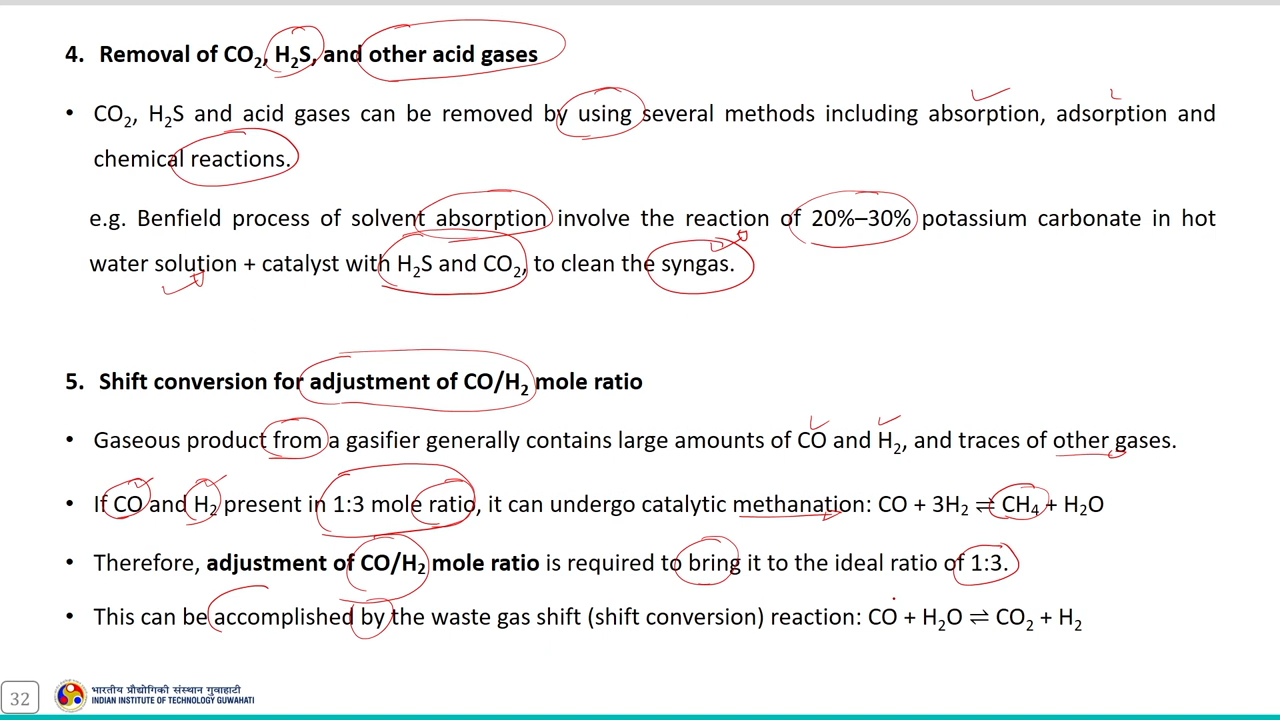 4. Removal of CO₂, H₂S, and other acid gases
• CO₂, H₂S and acid gases can be removed by using several methods including absorption, adsorption and
chemical reactions.
e.g. Benfield process of solvent absorption involve the reaction of 20%–30% potassium carbonate in hot
water solution + catalyst with H₂S and CO₂, to clean the syngas.
5. Shift conversion for adjustment of CO/H₂ mole ratio
• Gaseous product from a gasifier generally contains large amounts of CO and H₂, and traces of other gases.
• If CO and H₂ present in 1:3 mole ratio, it can undergo catalytic methanation: CO + 3H₂ ⇌ CH₄ + H₂O
• Therefore, adjustment of CO/H₂ mole ratio is required to bring it to the ideal ratio of 1:3.
• This can be accomplished by the waste gas shift (shift conversion) reaction: CO + H₂O ⇌ CO₂ + H₂
32
भारतीय प्रौद्योगिकी संस्थान गुवाहाटी
INDIAN INSTITUTE OF TECHNOLOGY GUWAHATI